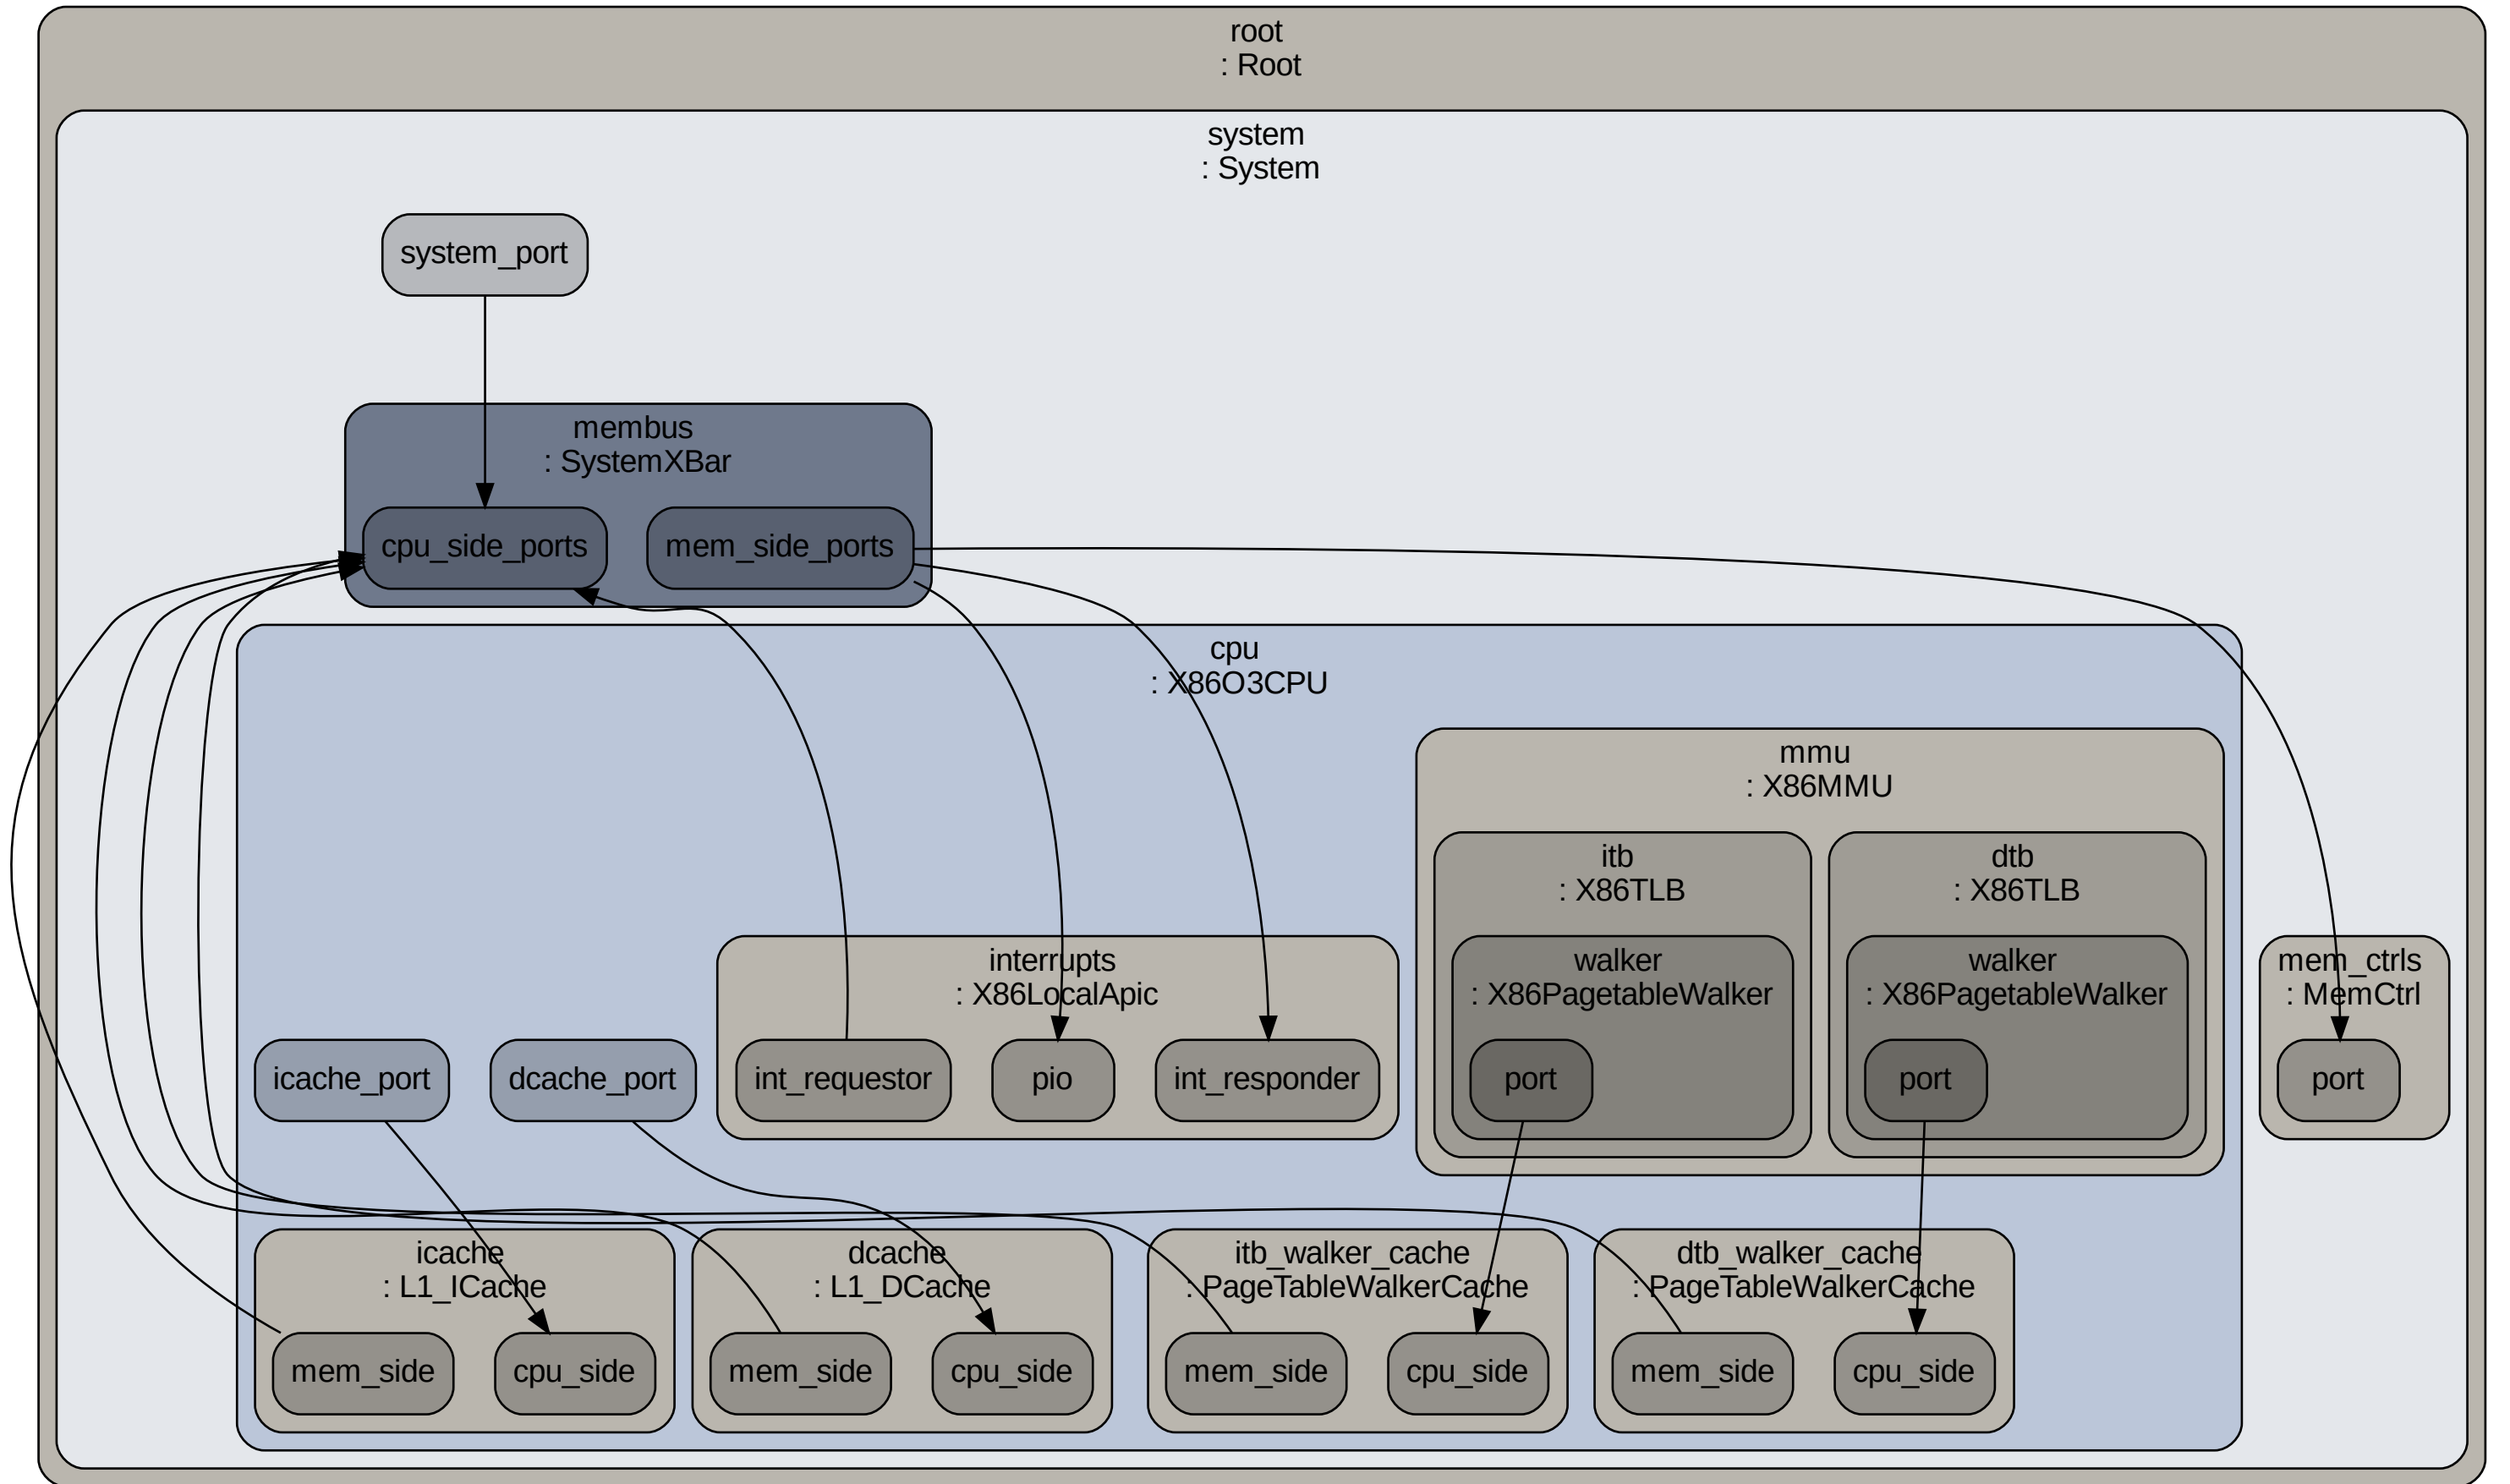 root
: Root
system
: System
system_port
membus
: SystemXBar
cpu_side_ports
mem_side_ports
cpu
: X86O3CPU
mmu
: X86MMU
itb
: X86TLB
dtb
: X86TLB
interrupts
: X86LocalApic
walker
: X86PagetableWalker
walker
: X86PagetableWalker
mem_ctrls
: MemCtrl
icache_port
dcache_port
int_requestor
pio
int_responder
port
port
port
icache
: L1_ICache
dcache
: L1_DCache
itb_walker_cache
: PageTableWalkerCache
dtb_walker_cache
: PageTableWalkerCache
mem_side
cpu_side
mem_side
cpu_side
mem_side
cpu_side
mem_side
cpu_side